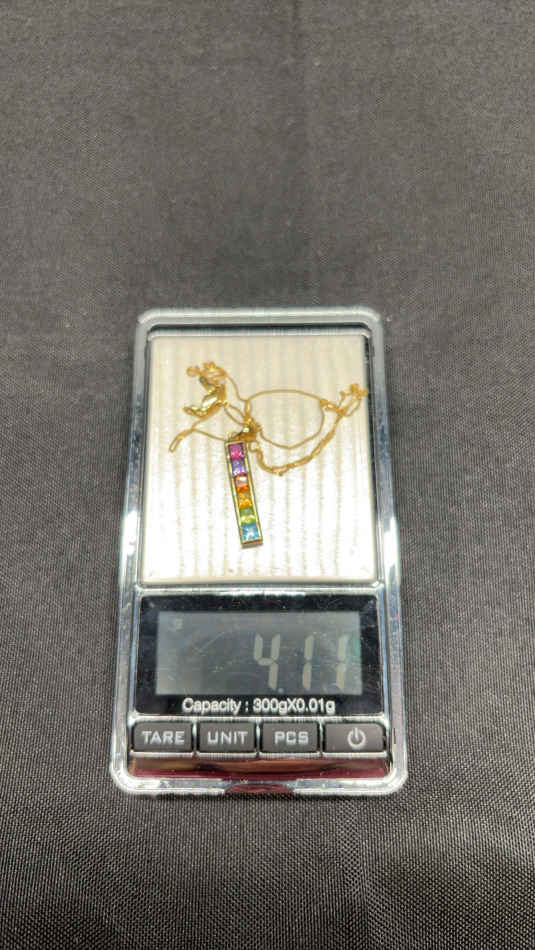 4.11
Capacity : 300gX0.01g
TARE UNIT PCS